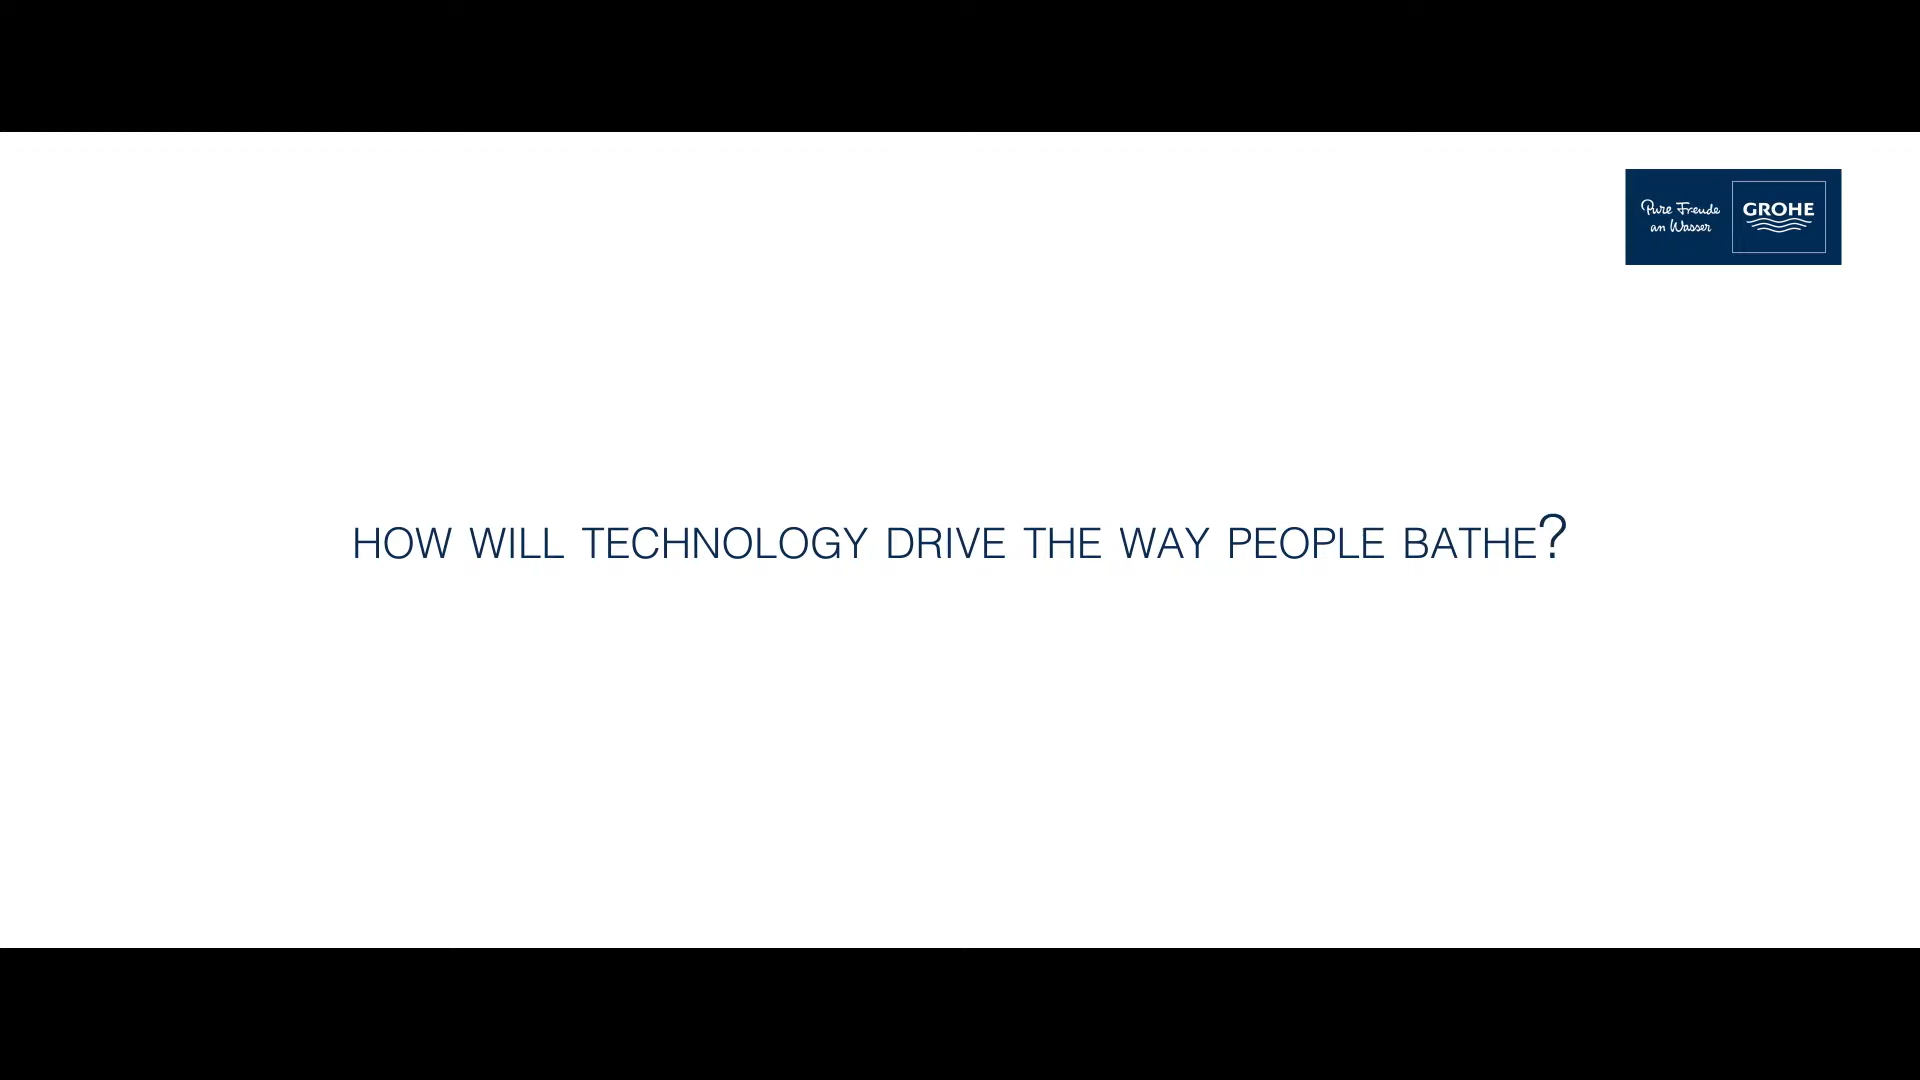 Pure Freude
an Wasser
GROHE
HOW WILL TECHNOLOGY DRIVE THE WAY PEOPLE BATHE?